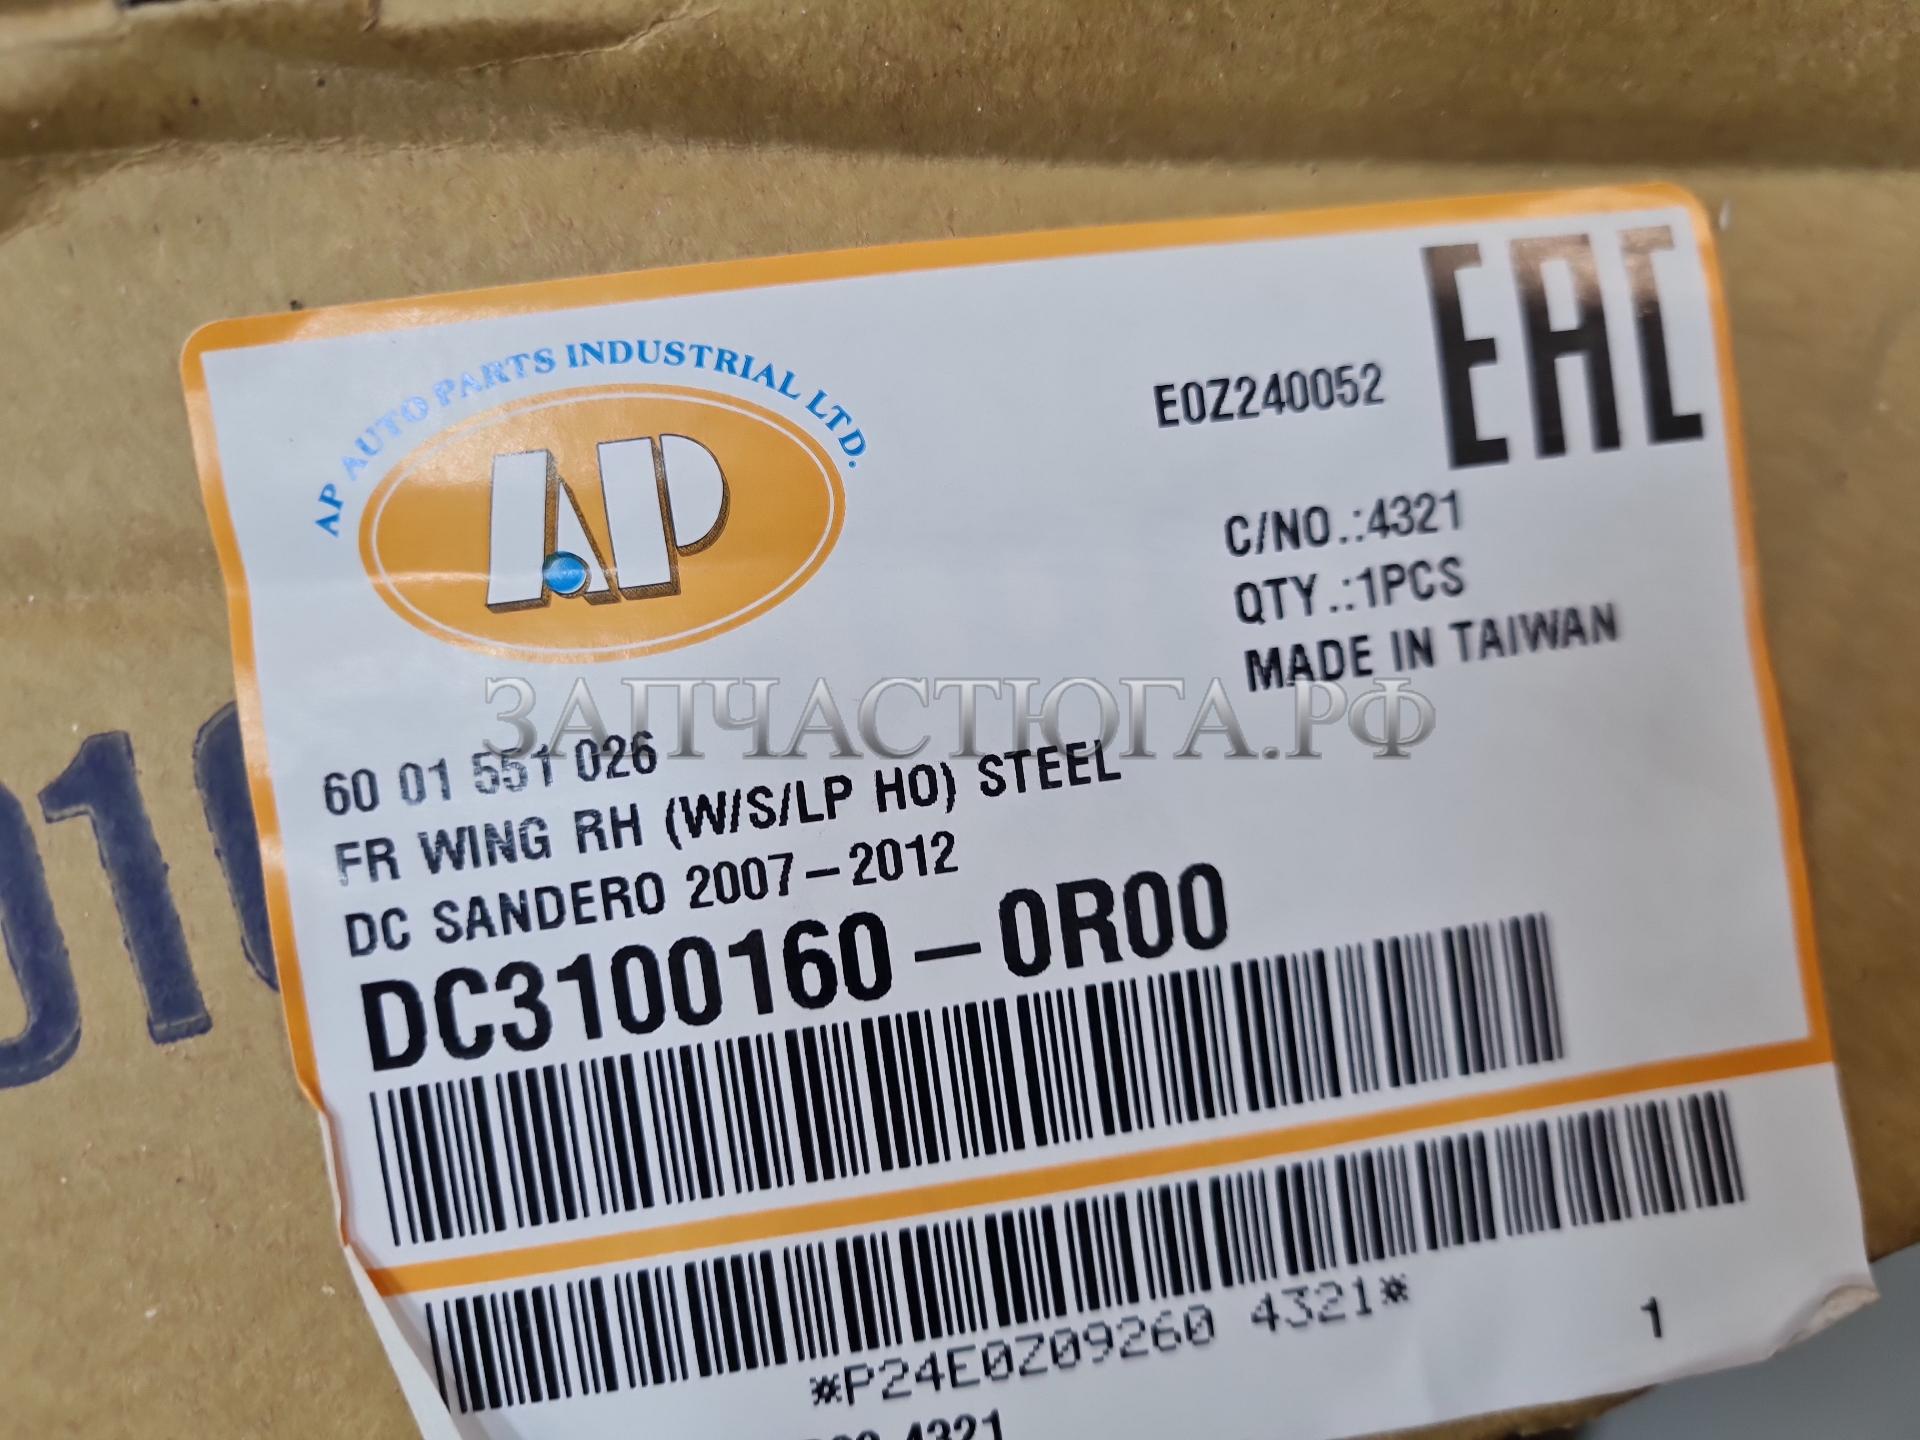 AP AUTO PARTS INDUSTRIAL LTD.
AP
E0Z240052
EAC
C/NO.:4321
QTY.:1PCS
MADE IN TAIWAN
ЗАПЧАСТЮГА.РФ
60 01 551 026
FR WING RH (W/S/LP HO) STEEL
DC SANDERO 2007-2012
DC3100160-0R00
*P24E0Z09260 4321*
1
4321